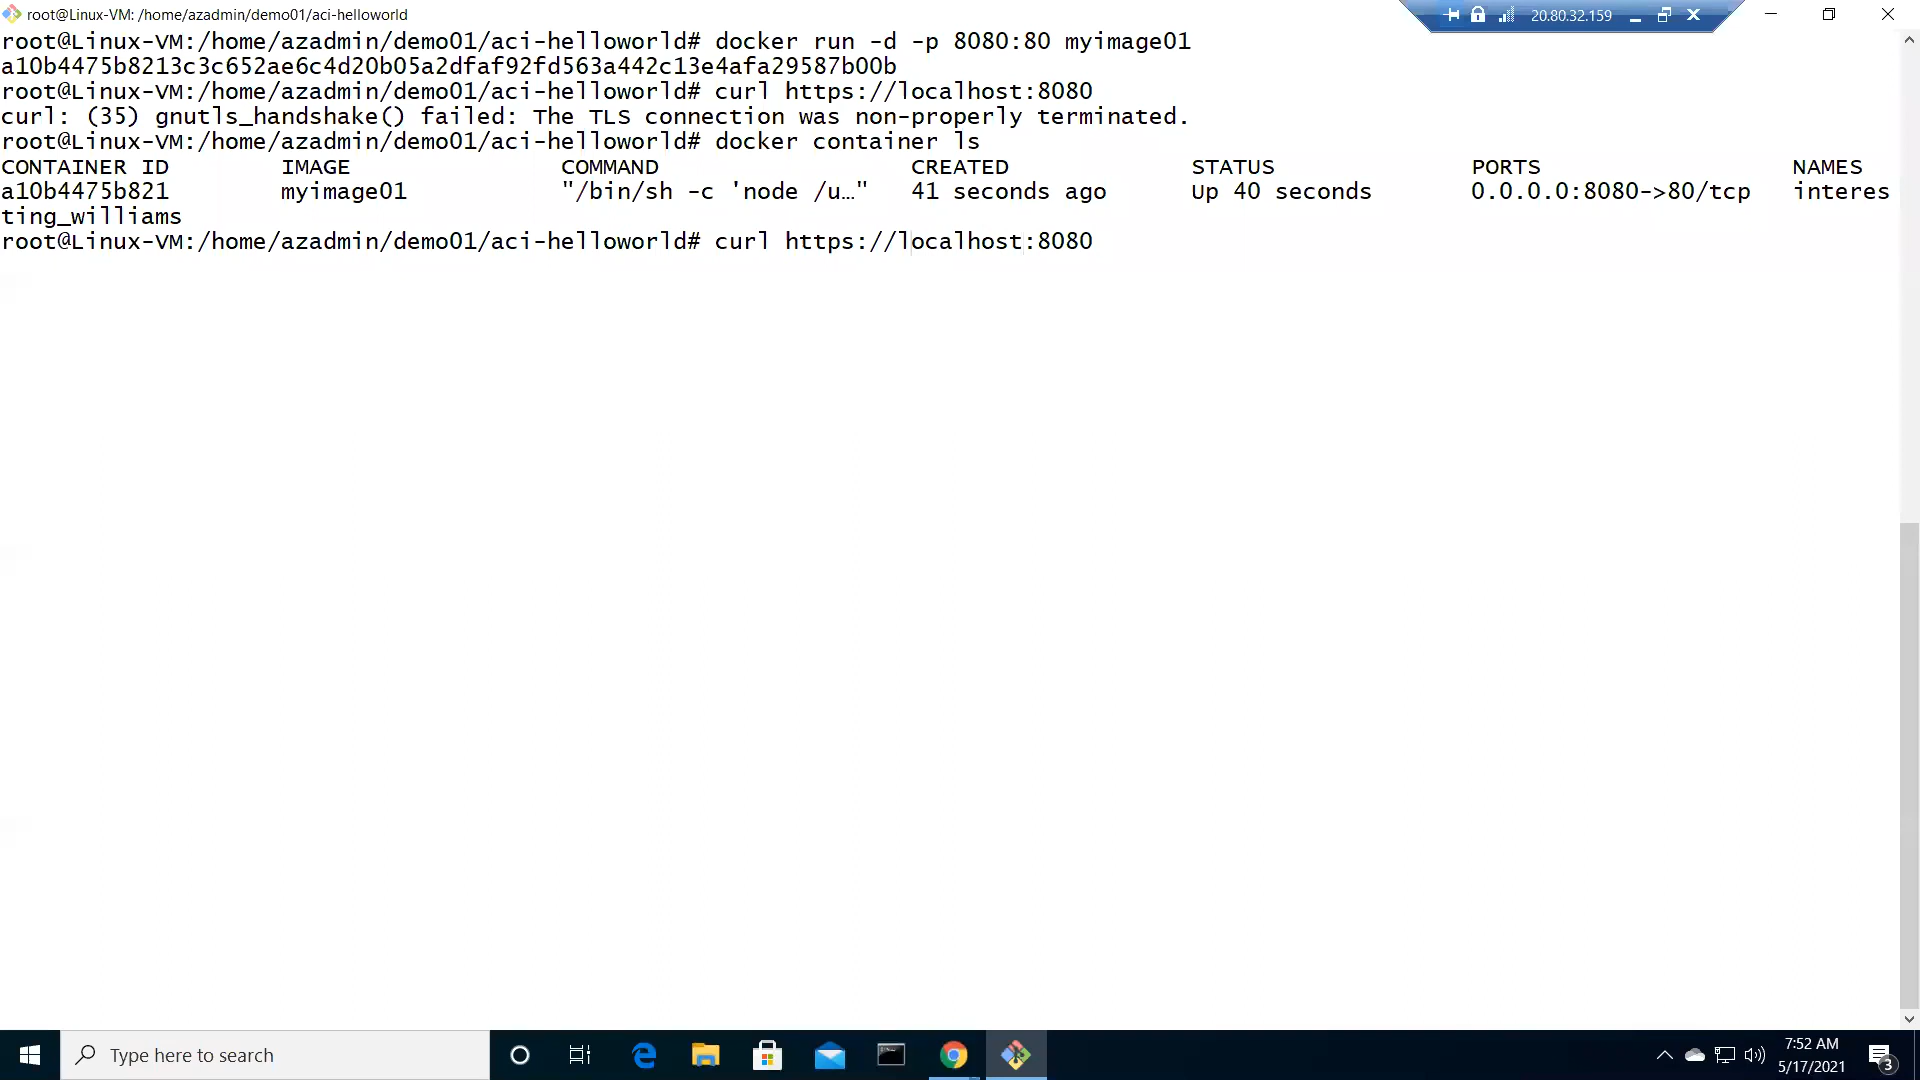 root@Linux-VM: /home/azadmin/demo01/aci-helloworld
20.80.32.159
root@Linux-VM:/home/azadmin/demo01/aci-helloworld# docker run -d -p 8080:80 myimage01
a10b4475b8213c3c652ae6c4d20b05a2dfaf92fd563a442c13e4afa29587b00b
root@Linux-VM:/home/azadmin/demo01/aci-helloworld# curl https://localhost:8080
curl: (35) gnutls_handshake() failed: The TLS connection was non-properly terminated.
root@Linux-VM:/home/azadmin/demo01/aci-helloworld# docker container ls
CONTAINER ID        IMAGE               COMMAND                  CREATED             STATUS              PORTS                  NAMES
a10b4475b821        myimage01           "/bin/sh -c 'node /u…"   41 seconds ago      Up 40 seconds       0.0.0.0:8080->80/tcp   interes
ting_williams
root@Linux-VM:/home/azadmin/demo01/aci-helloworld# curl https://localhost:8080
Type here to search
7:52 AM
5/17/2021
3